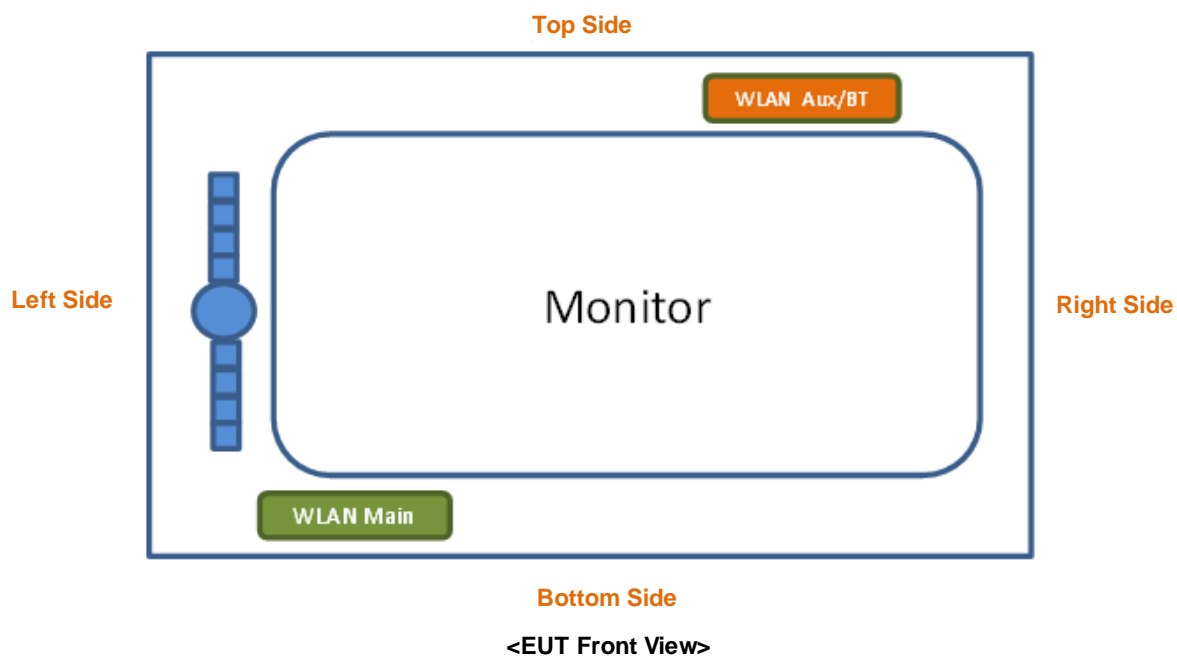 Top Side
WLAN Aux/BT
Left Side
Monitor
Right Side
WLAN Main
Bottom Side
<EUT Front View>